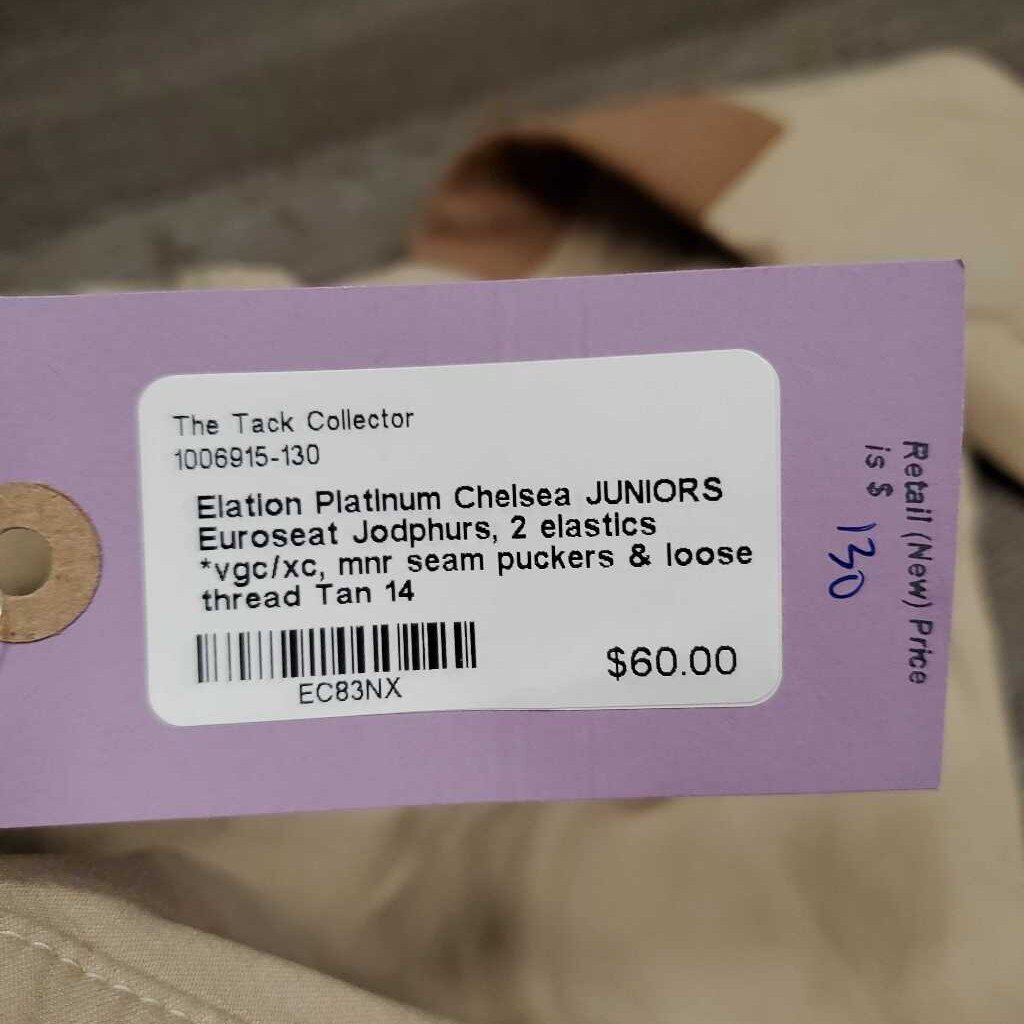 The Tack Collector
1006915-130
Elation Platinum Chelsea JUNIORS
Euroseat Jodphurs, 2 elastics
*vgc/xc, mnr seam puckers & loose
thread Tan 14
EC83NX
$60.00
Retail (New) Price
is $ 130